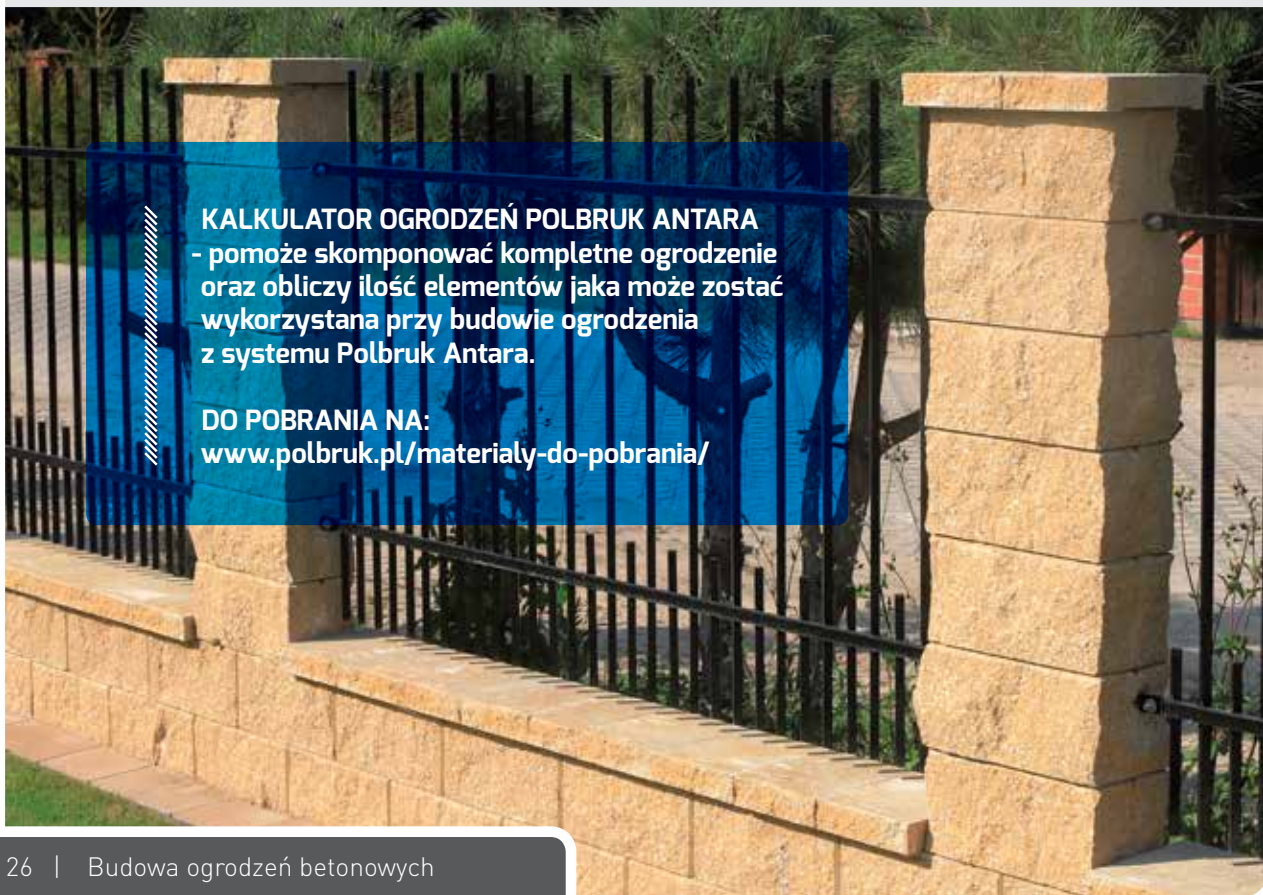 KALKULATOR OGRODZEŃ POLBRUK ANTARA
- pomoże skomponować kompletne ogrodzenie
oraz obliczy ilość elementów jaka może zostać
wykorzystana przy budowie ogrodzenia
z systemu Polbruk Antara.
DO POBRANIA NA:
www.polbruk.pl/materialy-do-pobrania/
26 | Budowa ogrodzeń betonowych